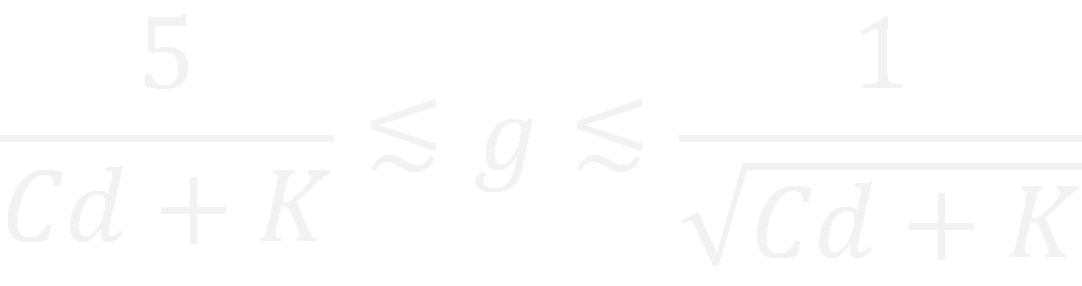 5/(Cd + K) ≲ g ≲ 1/√(Cd + K)